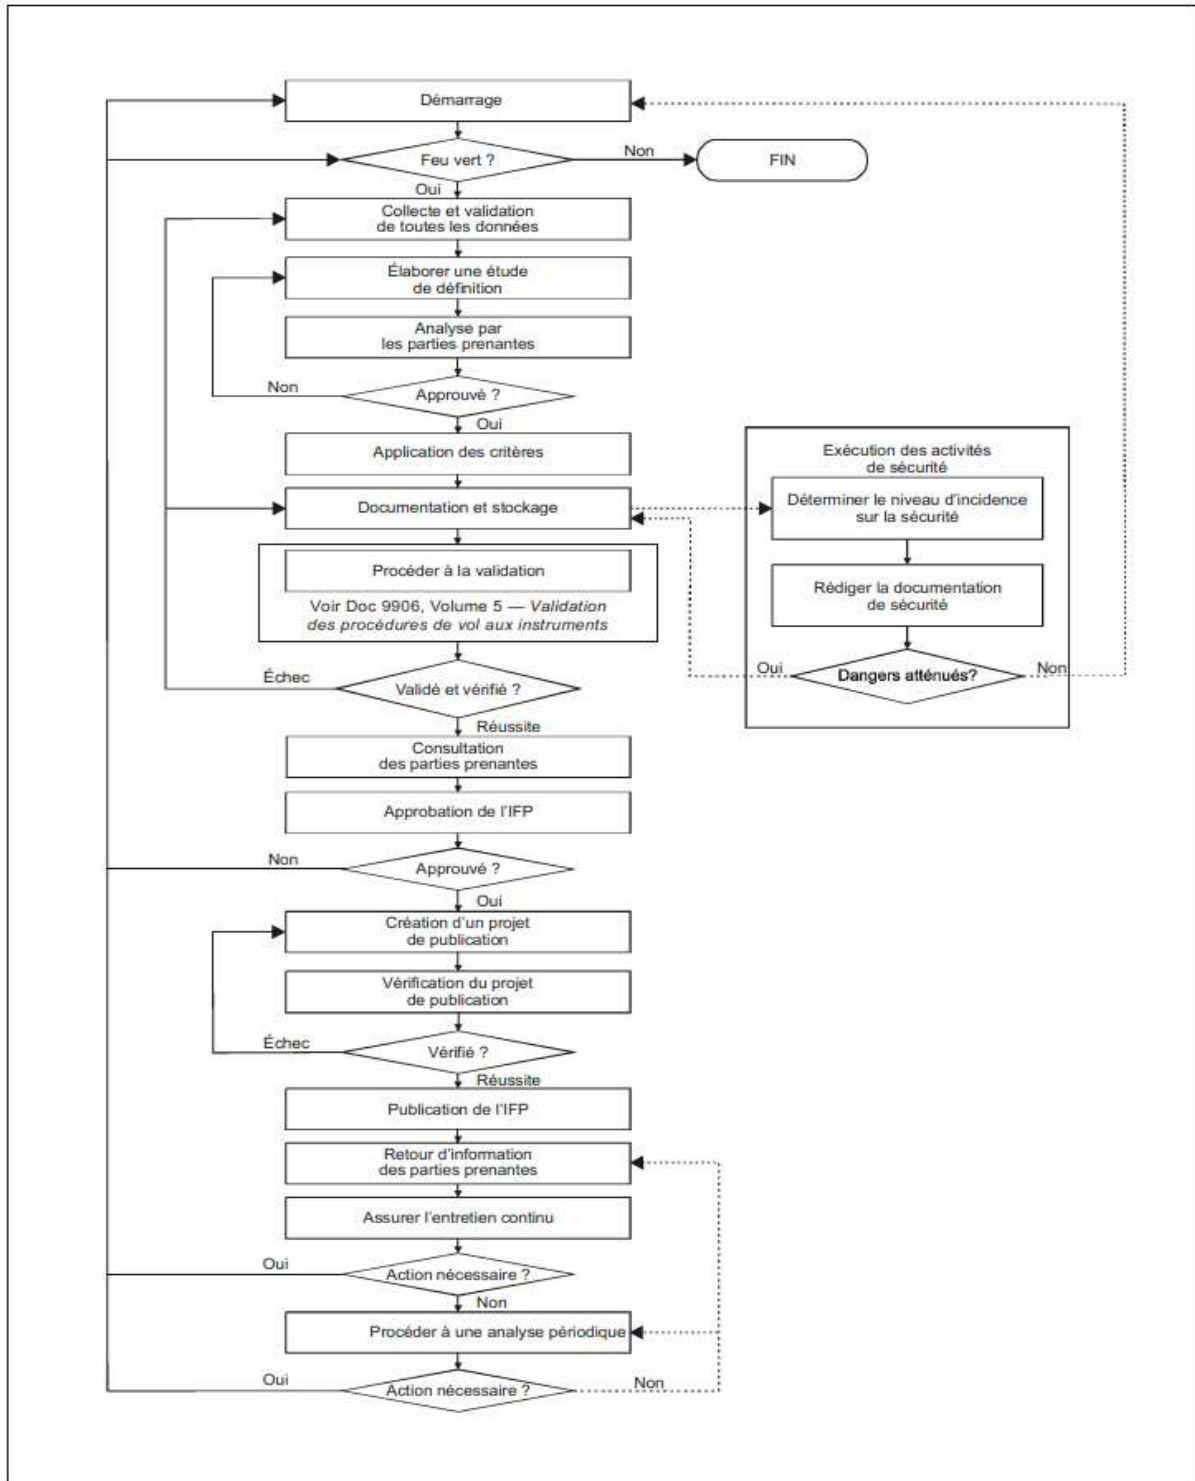 Démarrage
Feu vert ?
Non
FIN
Oui
Collecte et validation
de toutes les données
Élaborer une étude
de définition
Analyse par
les parties prenantes
Non
Approuvé ?
Oui
Application des critères
Documentation et stockage
Procéder à la validation
Voir Doc 9906, Volume 5 — Validation
des procédures de vol aux instruments
Échec
Validé et vérifié ?
Réussite
Exécution des activités
de sécurité
Déterminer le niveau d'incidence
sur la sécurité
Rédiger la documentation
de sécurité
Oui
Dangers atténués?
Non
Consultation
des parties prenantes
Approbation de l'IFP
Non
Approuvé ?
Oui
Création d'un projet
de publication
Vérification du projet
de publication
Échec
Vérifié ?
Réussite
Publication de l'IFP
Retour d'information
des parties prenantes
Assurer l'entretien continu
Oui
Action nécessaire ?
Non
Procéder à une analyse périodique
Oui
Action nécessaire ?
Non